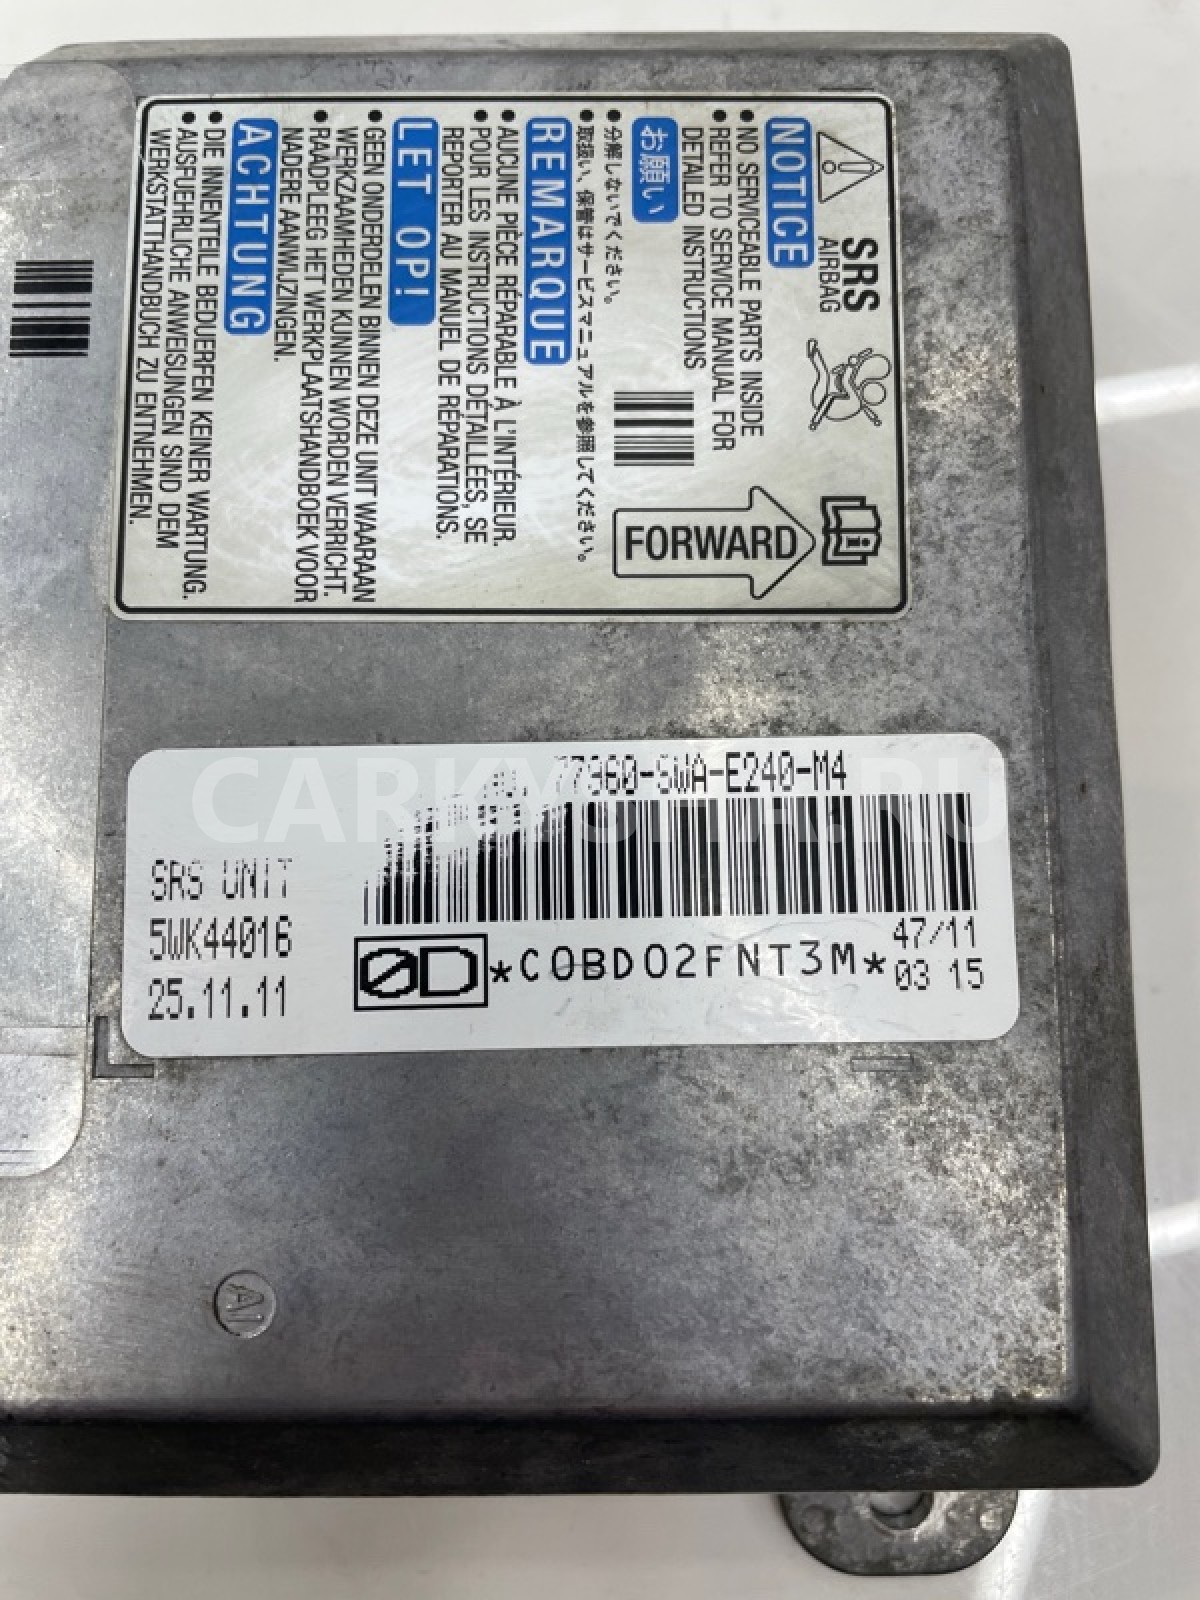 SRS
AIRBAG
NOTICE
● NO SERVICEABLE PARTS INSIDE
● REFER TO SERVICE MANUAL FOR
DETAILED INSTRUCTIONS
FORWARD
お願い
● 分解しないでください。
● 取扱い、保善はサービスマニュアルを参照してください。
REMARQUE
● AUCUNE PIÈCE RÉPARABLE À L'INTÉRIEUR.
● POUR LES INSTRUCTIONS DÉTAILLÉES, SE
REPORTER AU MANUEL DE RÉPARATIONS.
LET OP!
● GEEN ONDERDELEN BINNEN DEZE UNIT WAARAAN
WERKZAAMHEDEN KUNNEN WORDEN VERRICHT.
● RAADPLEEG HET WERKPLAATSHANDBOEK VOOR
NADERE AANWIJZINGEN.
ACHTUNG
● DIE INNENTEILE BEDUERFEN KEINER WARTUNG.
● AUSFUEHRLICHE ANWEISUNGEN SIND DEM
WERKSTATTHANDBUCH ZU ENTNEHMEN.
77960-SWA-E240-M4
SRS UNIT
5WK44016
25.11.11
0D
*C0BD02FNT3M*
47/11
03 15
AI